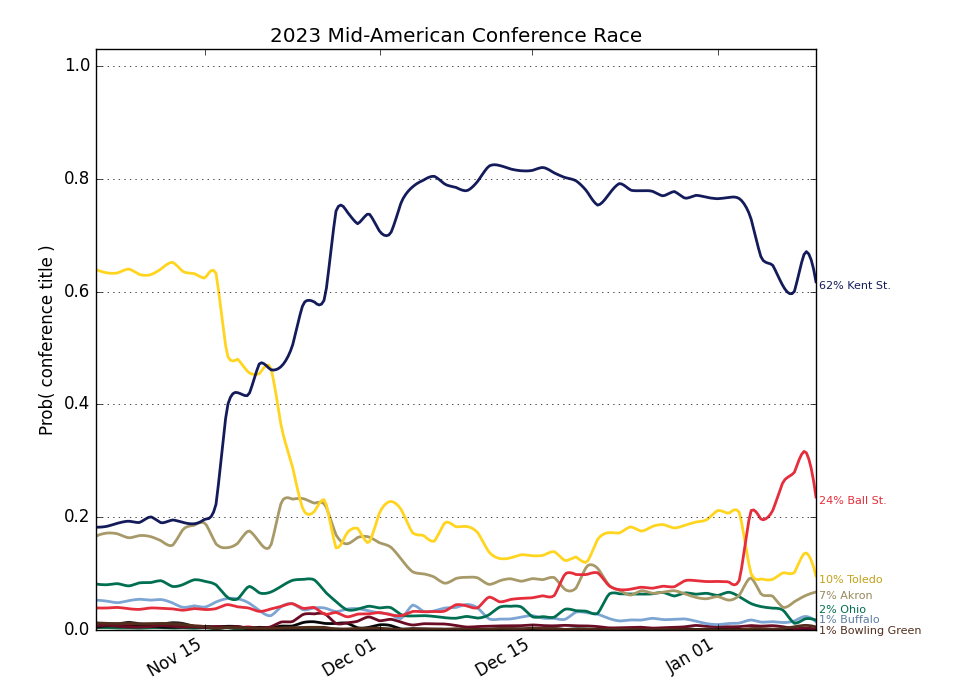 2023 Mid-American Conference Race
Prob( conference title )
1.0
0.8
0.6
0.4
0.2
0.0
Nov 15
Dec 01
Dec 15
Jan 01
62% Kent St.
24% Ball St.
10% Toledo
7% Akron
2% Ohio
1% Buffalo
1% Bowling Green